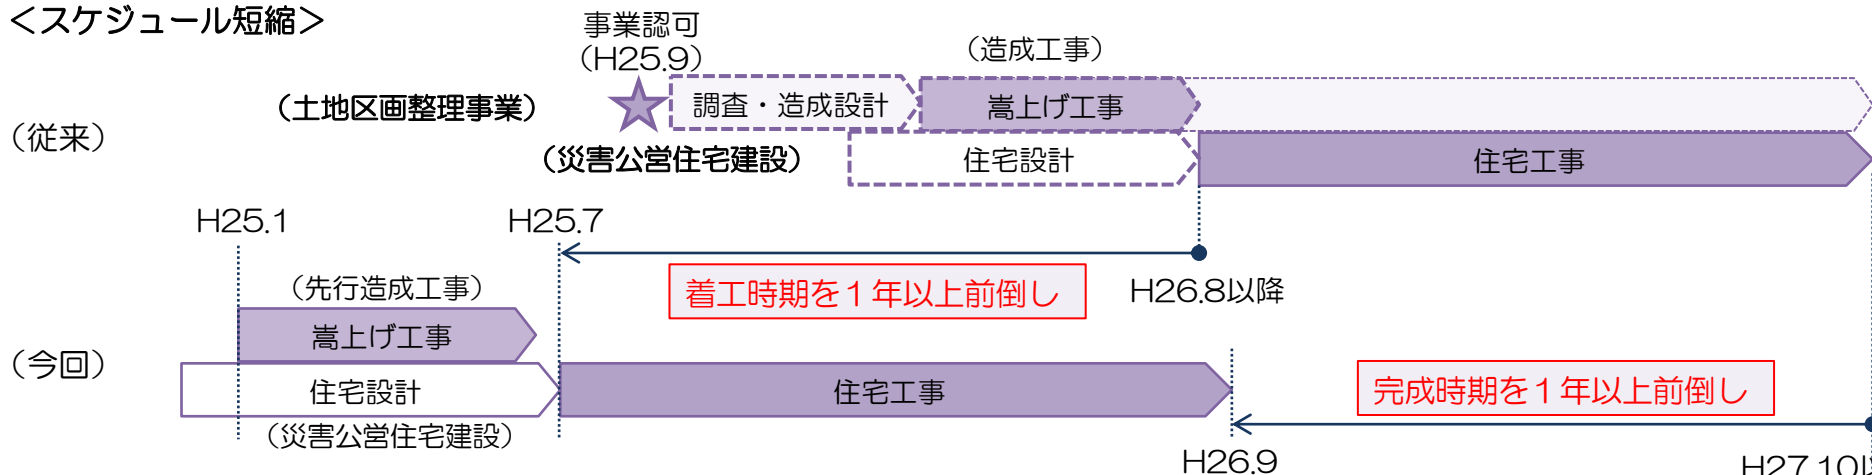 ＜スケジュール短縮＞
事業認可
（H25.9）
（造成工事）
（土地区画整理事業）
調査・造成設計
嵩上げ工事
（従来）
（災害公営住宅建設）
住宅設計
住宅工事
H25.1
H25.7
着工時期を１年以上前倒し
H26.8以降
（先行造成工事）
嵩上げ工事
（今回）
住宅設計
住宅工事
完成時期を１年以上前倒し
（災害公営住宅建設）
H26.9
H27.10以